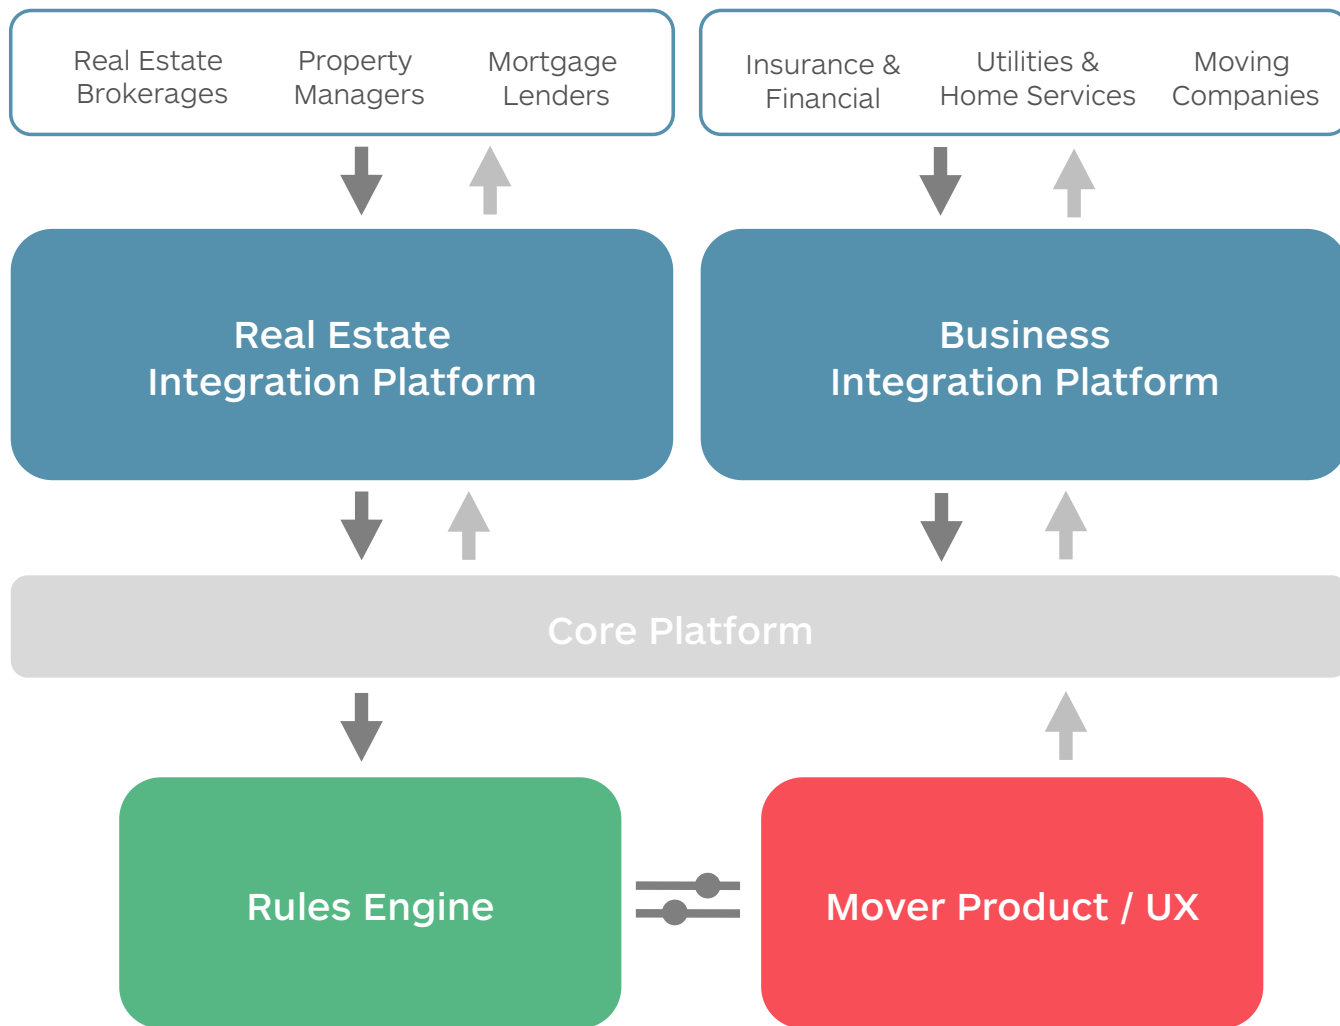 Real Estate
Brokerages
Property
Managers
Mortgage
Lenders
Insurance &
Financial
Utilities &
Home Services
Moving
Companies
Real Estate
Integration Platform
Business
Integration Platform
Core Platform
Rules Engine
Mover Product / UX